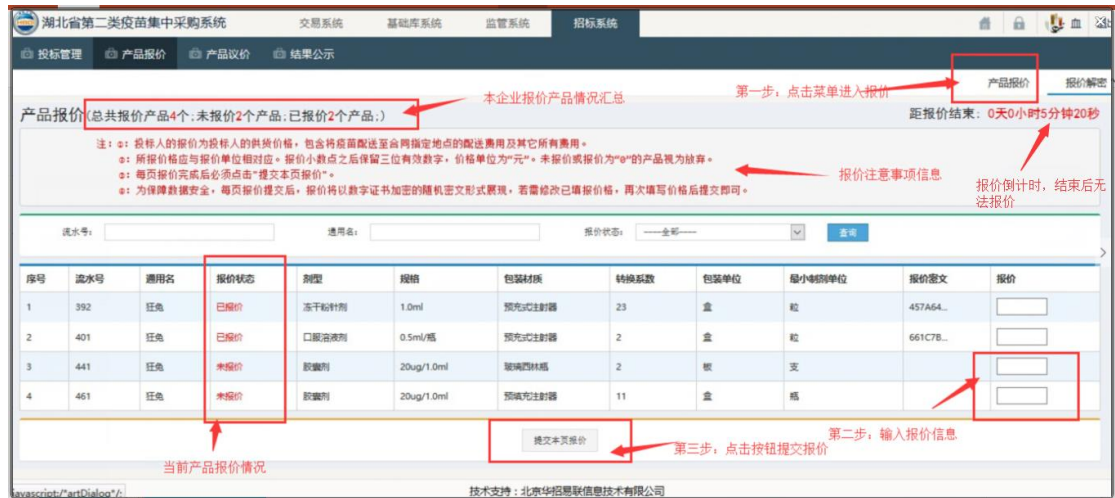 湖北省第二类疫苗集中采购系统 交易系统 基础库系统 监管系统 招标系统
投标管理 产品报价 产品议价 结果公示
产品报价 报价解密
第一步：点击菜单进入报价
本企业报价产品情况汇总
产品报价(总共报价产品4个;未报价2个产品;已报价2个产品;) 距报价结束：0天0小时5分钟20秒
注：①：投标人的报价为投标人的供货价格，包含将疫苗配送至合同指定地点的配送费用及其它所有费用。
②：所报价格应与报价单位相对应。报价小数点之后保留三位有效数字，价格单位为“元”。未报价或报价为“0”的产品视为放弃。
③：每页报价完成后必须点击“提交本页报价”。
④：为保障数据安全，每页报价提交后，报价将以数字证书加密的随机密文形式展现，若需修改已填报价格，再次填写价格后提交即可。
报价注意事项信息
报价倒计时，结束后无
法报价
流水号： 通用名： 报价状态： -----全部----- 查询
序号 流水号 通用名 报价状态 剂型 规格 包装材质 转换系数 包装单位 最小制剂单位 报价密文 报价
1 392 狂免 已报价 冻干粉针剂 1.0ml 预充式注射器 23 盒 粒 457A64...
2 401 狂免 已报价 口服溶液剂 0.5ml/瓶 预充式注射器 2 盒 粒 661C7B...
3 441 狂免 未报价 胶囊剂 20ug/1.0ml 玻璃西林瓶 2 板 支
4 461 狂免 未报价 胶囊剂 20ug/1.0ml 预填充注射器 11 盒 瓶
提交本页报价
第二步：输入报价信息
第三步：点击按钮提交报价
当前产品报价情况
技术支持：北京华招易联信息技术有限公司
javascript:/*artDialog*/;